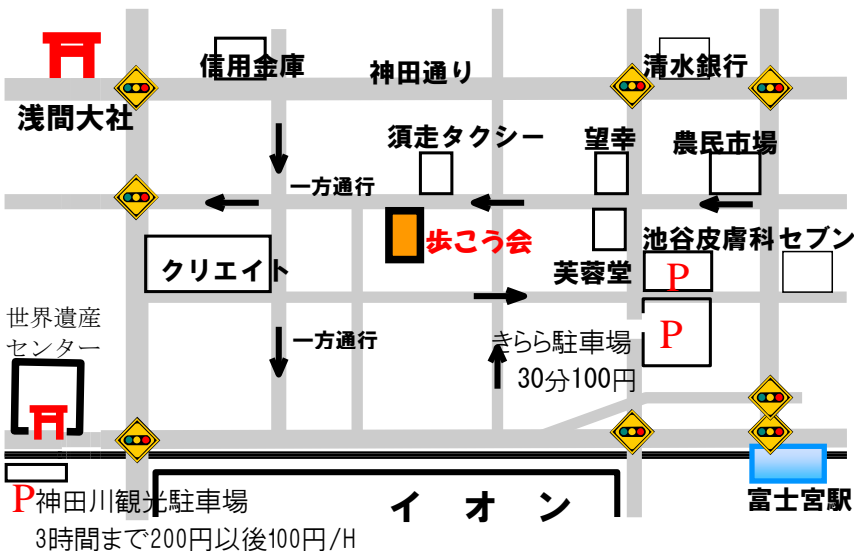 信用金庫
神田通り
清水銀行
浅間大社
須走タクシー
望幸
農民市場
一方通行
歩こう会
池谷皮膚科
セブン
クリエイト
芙蓉堂
P
世界遺産
センター
一方通行
きらら駐車場
30分100円
P
P神田川観光駐車場
3時間まで200円以後100円/H
イオン
富士宮駅